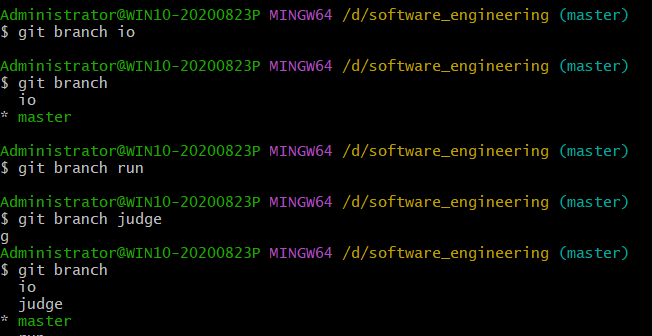 Administrator@WIN10-20200823P MINGW64 /d/software_engineering (master)
$ git branch io
Administrator@WIN10-20200823P MINGW64 /d/software_engineering (master)
$ git branch
io
* master
Administrator@WIN10-20200823P MINGW64 /d/software_engineering (master)
$ git branch run
Administrator@WIN10-20200823P MINGW64 /d/software_engineering (master)
$ git branch judge
g
Administrator@WIN10-20200823P MINGW64 /d/software_engineering (master)
$ git branch
io
judge
* master